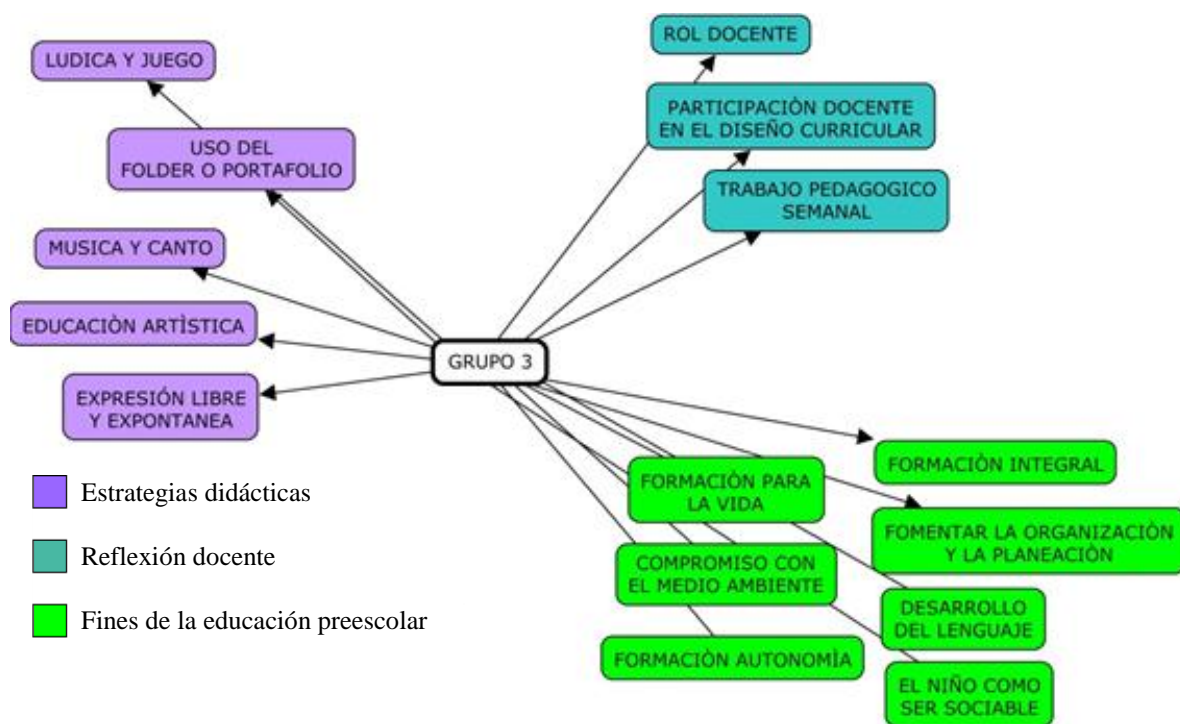 LUDICA Y JUEGO
USO DEL
FOLDER O PORTAFOLIO
MUSICA Y CANTO
EDUCACIÒN ARTÌSTICA
EXPRESIÓN LIBRE
Y EXPONTANEA
ROL DOCENTE
PARTICIPACIÒN DOCENTE
EN EL DISEÑO CURRICULAR
TRABAJO PEDAGOGICO
SEMANAL
GRUPO 3
FORMACIÒN INTEGRAL
FORMACIÒN PARA
LA VIDA
FOMENTAR LA ORGANIZACIÒN
Y LA PLANEACIÒN
COMPROMISO CON
EL MEDIO AMBIENTE
DESARROLLO
DEL LENGUAJE
FORMACIÒN AUTONOMÌA
EL NIÑO COMO
SER SOCIABLE
Estrategias didácticas
Reflexión docente
Fines de la educación preescolar